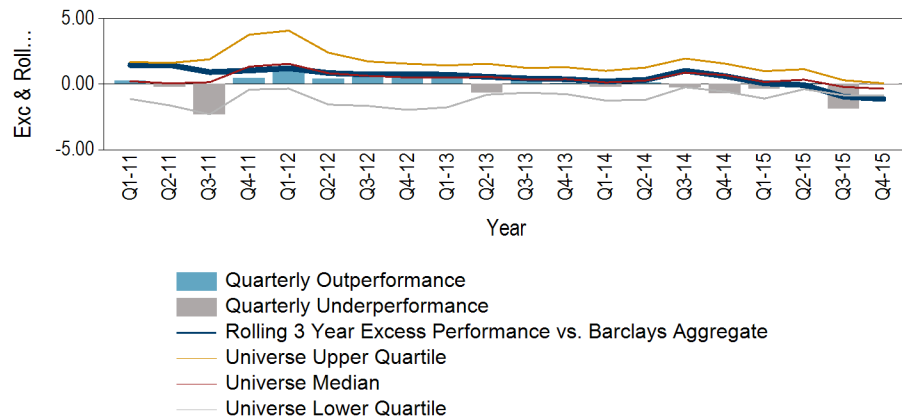 5.00
0.00
-5.00
Exc & Roll...
Q1-11
Q2-11
Q3-11
Q4-11
Q1-12
Q2-12
Q3-12
Q4-12
Q1-13
Q2-13
Q3-13
Q4-13
Q1-14
Q2-14
Q3-14
Q4-14
Q1-15
Q2-15
Q3-15
Q4-15
Year
Quarterly Outperformance
Quarterly Underperformance
Rolling 3 Year Excess Performance vs. Barclays Aggregate
Universe Upper Quartile
Universe Median
Universe Lower Quartile